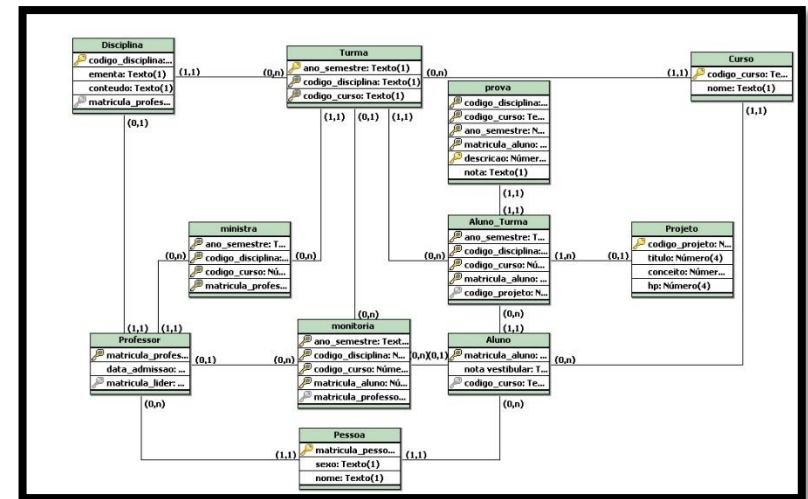 Disciplina
codigo_disciplina:...
ementa: Texto(1)
conteudo: Texto(1)
matricula_profes...
(1,1)
(0,n)
Turma
ano_semestre: Texto(1)
codigo_disciplina: Texto(1)
codigo_curso: Texto(1)
(0,n)
(1,1)
Curso
codigo_curso: Te...
nome: Texto(1)
(0,1)
(1,1)
(0,1)
(1,1)
(1,1)
prova
codigo_disciplina:...
codigo_curso: Te...
ano_semestre: N...
matricula_aluno: ...
descricao: Númer...
nota: Texto(1)
(1,1)
(1,1)
ministra
ano_semestre: T...
codigo_disciplina:...
codigo_curso: Nú...
matricula_profes...
(0,n)
(0,n)
Aluno_Turma
ano_semestre: T...
codigo_disciplina:...
codigo_curso: Nú...
matricula_aluno: ...
codigo_projeto: N...
(0,n)
(1,n)
(0,1)
Projeto
codigo_projeto: N...
titulo: Número(4)
conceito: Númer...
hp: Número(4)
(0,n)
(1,1)
(1,1)
(1,1)
Professor
matricula_profes...
data_admissao: ...
matricula_lider: ...
(0,1)
(0,n)
(0,n)
monitoria
ano_semestre: Text...
codigo_disciplina: N...
codigo_curso: Núme...
matricula_aluno: Nú...
matricula_professo...
(0,n)(0,1)
Aluno
matricula_aluno: ...
nota vestibular: T...
codigo_curso: Te...
(0,n)
(0,n)
(0,n)
Pessoa
matricula_pesso...
sexo: Texto(1)
nome: Texto(1)
(1,1)
(1,1)